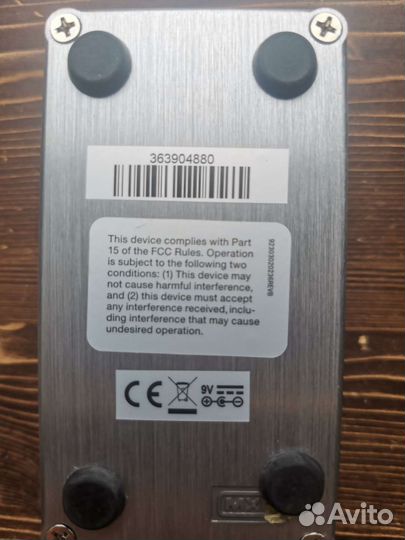 363904880
This device complies with Part
15 of the FCC Rules. Operation
is subject to the following two
conditions: (1) This device may
not cause harmful interference,
and (2) this device must accept
any interference received, inclu-
ding interference that may cause
undesired operation.
CE
9V
Avito